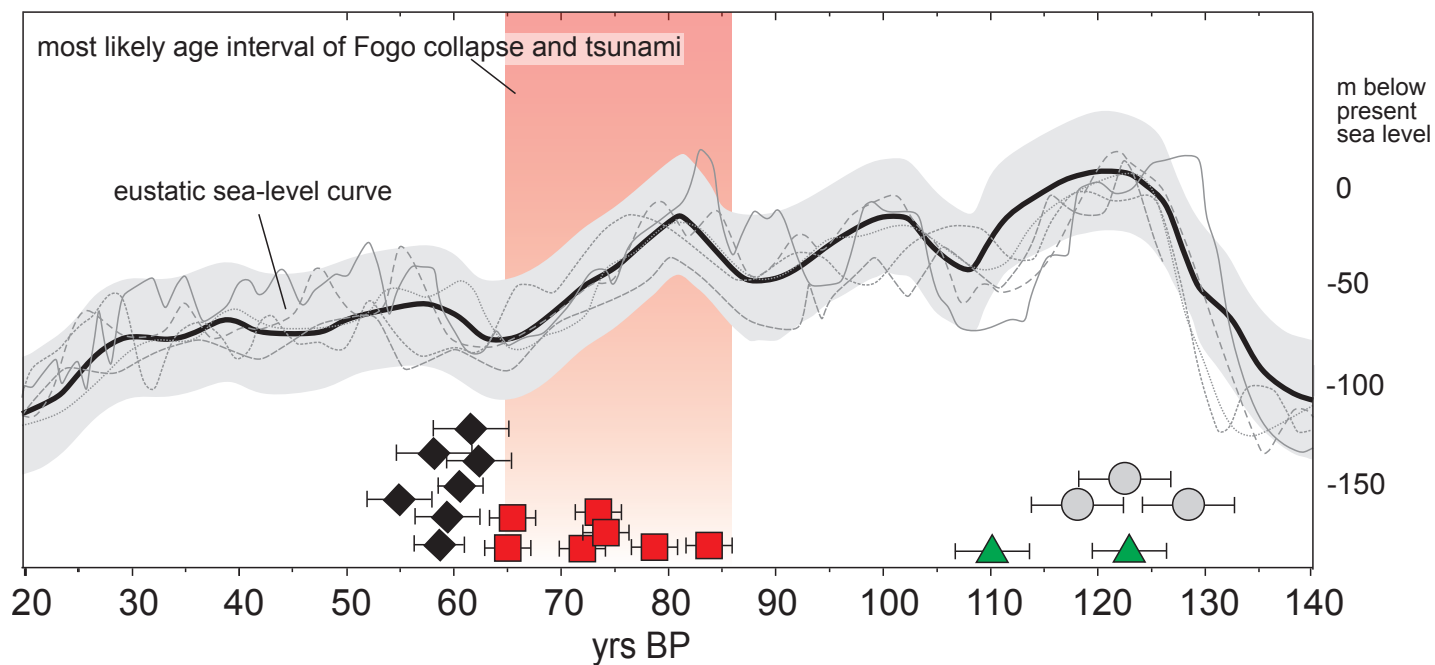 most likely age interval of Fogo collapse and tsunami
m below
present
sea level
eustatic sea-level curve
0
-50
-100
-150
20 30 40 50 60 70 80 90 100 110 120 130 140
yrs BP